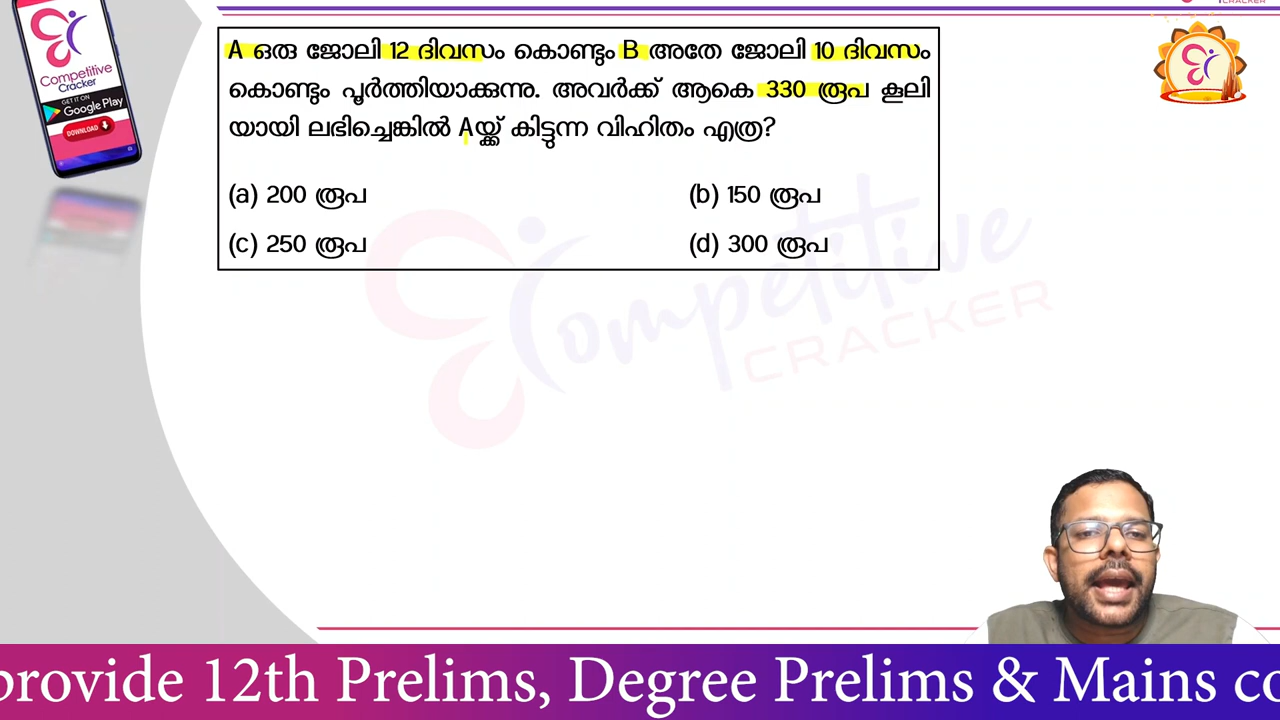 CRACKER
Competitive
Cracker
GET IT ON
Google Play
DOWNLOAD
A ഒരു ജോലി 12 ദിവസം കൊണ്ടും B അതേ ജോലി 10 ദിവസം
കൊണ്ടും പൂർത്തിയാക്കുന്നു. അവർക്ക് ആകെ 330 രൂപ കൂലി
യായി ലഭിച്ചെങ്കിൽ Aയ്ക്ക് കിട്ടുന്ന വിഹിതം എത്ര?
(a) 200 രൂപ (b) 150 രൂപ
(c) 250 രൂപ (d) 300 രൂപ
Competitive
CRACKER
provide 12th Prelims, Degree Prelims & Mains co